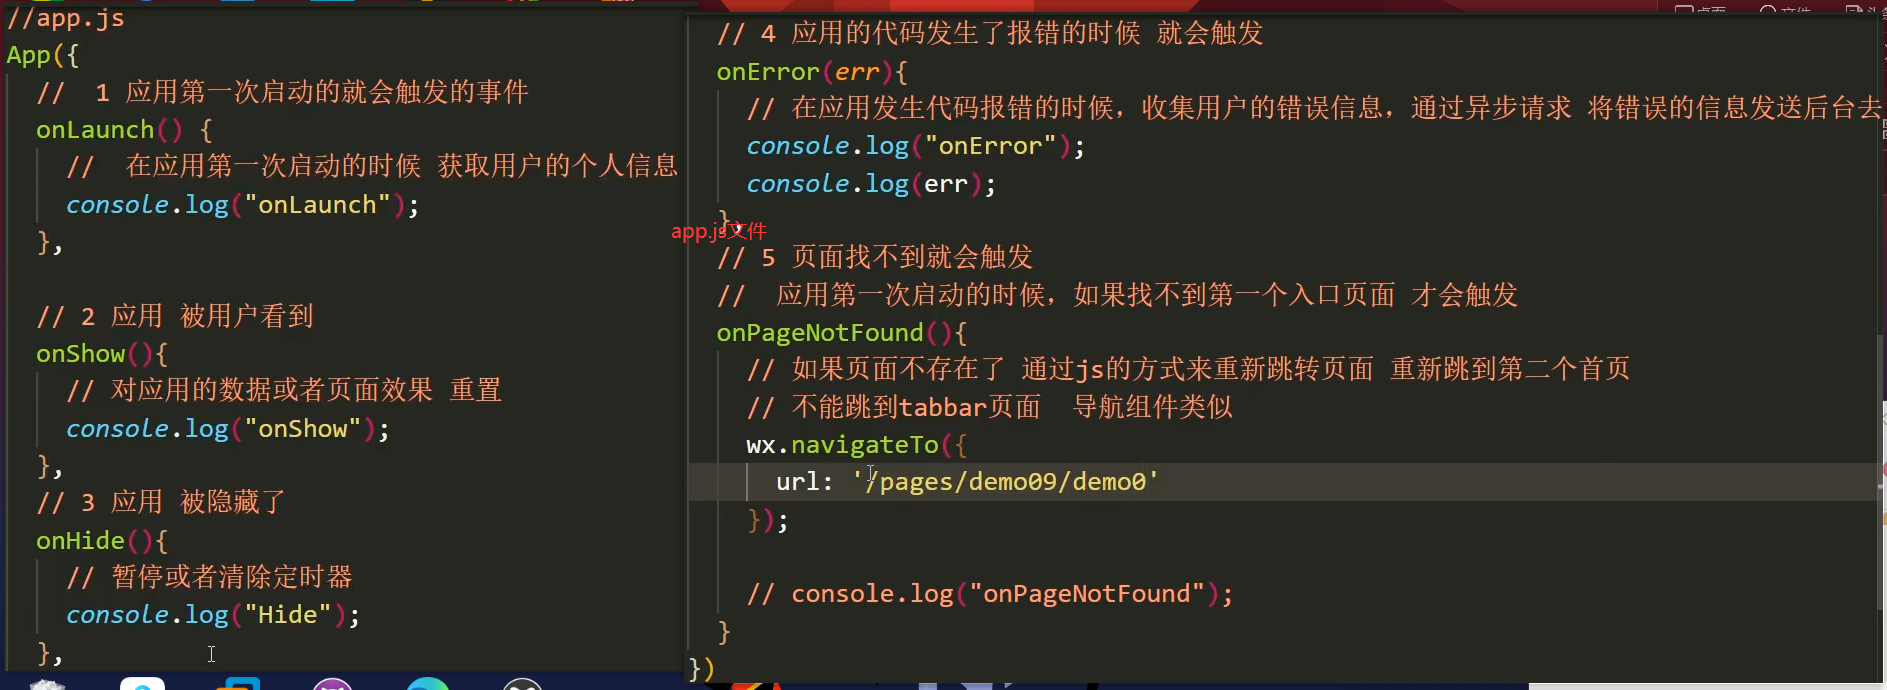 //app.js
App({
//  1 应用第一次启动的就会触发的事件
onLaunch() {
//  在应用第一次启动的时候 获取用户的个人信息
console.log("onLaunch");
},
// 2 应用 被用户看到
onShow(){
// 对应用的数据或者页面效果 重置
console.log("onShow");
},
// 3 应用 被隐藏了
onHide(){
// 暂停或者清除定时器
console.log("Hide");
},
// 4 应用的代码发生了报错的时候 就会触发
onError(err){
// 在应用发生代码报错的时候，收集用户的错误信息，通过异步请求 将错误的信息发送后台去
console.log("onError");
console.log(err);
},
app.js文件
// 5 页面找不到就会触发
//  应用第一次启动的时候，如果找不到第一个入口页面 才会触发
onPageNotFound(){
// 如果页面不存在了 通过js的方式来重新跳转页面 重新跳到第二个首页
// 不能跳到tabbar页面  导航组件类似
wx.navigateTo({
url: '/pages/demo09/demo0'
});
// console.log("onPageNotFound");
}
})